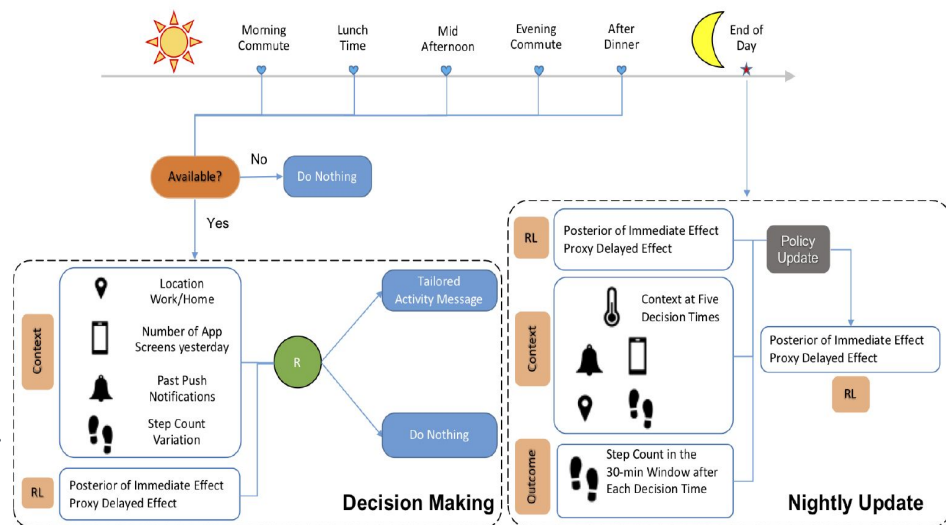 Morning
Commute
Lunch
Time
Mid
Afternoon
Evening
Commute
After
Dinner
End of
Day
Available?
No
Do Nothing
Yes
Context
Location
Work/Home
Number of App
Screens yesterday
Past Push
Notifications
Step Count
Variation
RL
Posterior of Immediate Effect
Proxy Delayed Effect
R
Tailored
Activity Message
Do Nothing
Decision Making
RL
Posterior of Immediate Effect
Proxy Delayed Effect
Context
Context at Five
Decision Times
Outcome
Step Count in the
30-min Window after
Each Decision Time
Policy
Update
Posterior of Immediate Effect
Proxy Delayed Effect
RL
Nightly Update